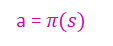 a = π(s)